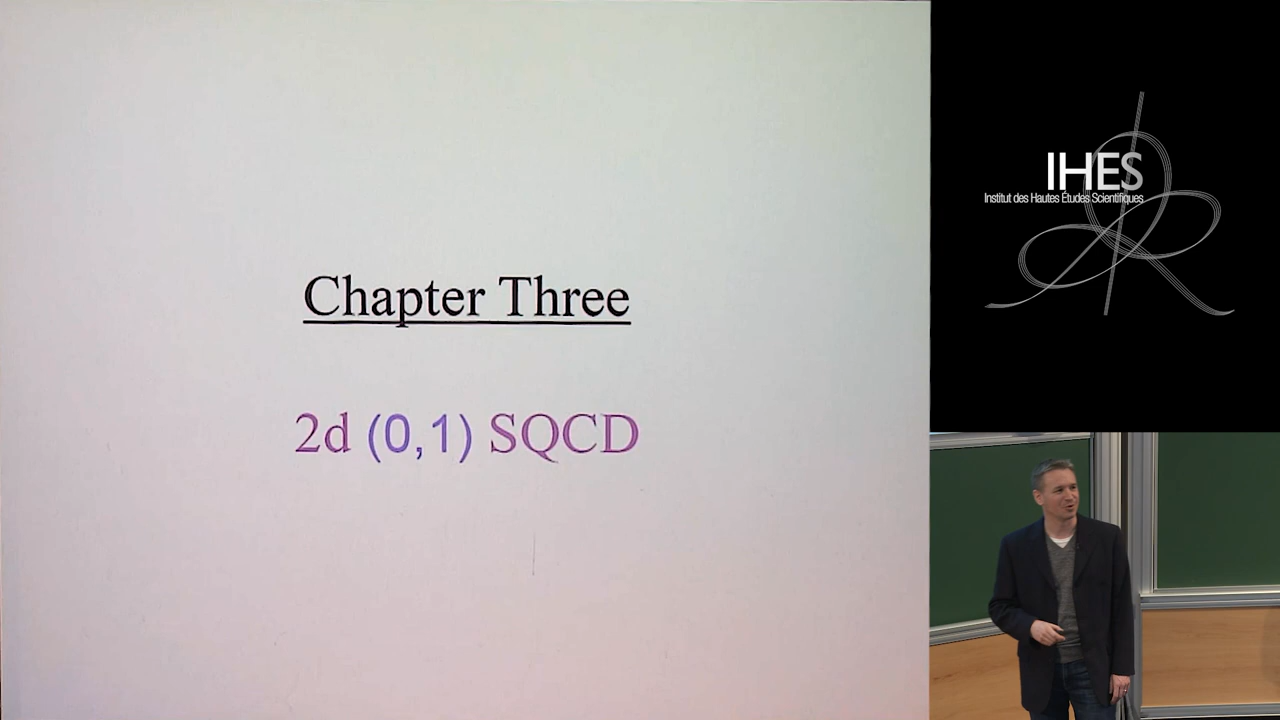 Chapter Three
2d (0,1) SQCD
IHES
Institut des Hautes Études Scientifiques